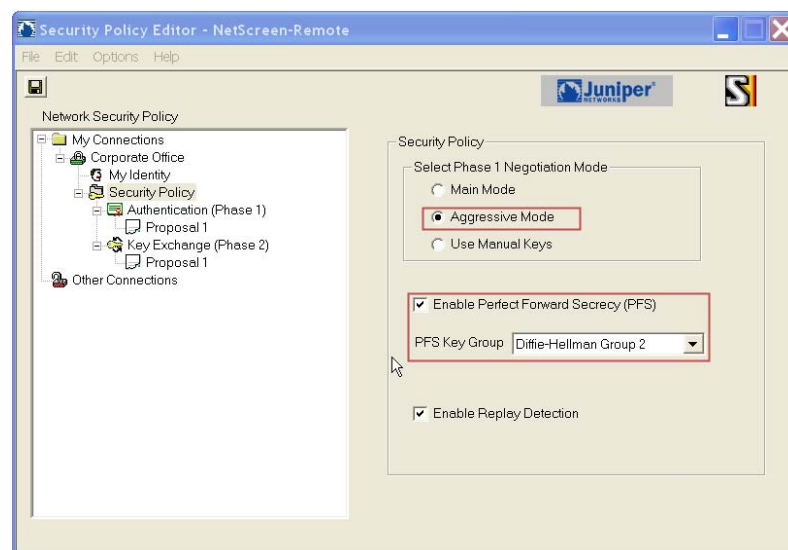 Security Policy Editor - NetScreen-Remote
File Edit Options Help
Juniper
NETWORKS
S
Network Security Policy
My Connections
Corporate Office
My Identity
Security Policy
Authentication (Phase 1)
Proposal 1
Key Exchange (Phase 2)
Proposal 1
Other Connections
Security Policy
Select Phase 1 Negotiation Mode
Main Mode
Aggressive Mode
Use Manual Keys
Enable Perfect Forward Secrecy (PFS)
PFS Key Group Diffie-Hellman Group 2
Enable Replay Detection